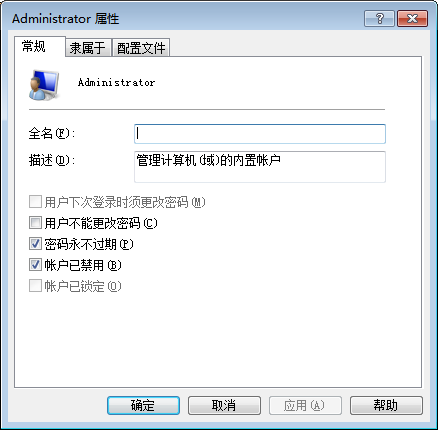 Administrator 属性
常规 隶属于 配置文件
Administrator
全名(F):
描述(D): 管理计算机(域)的内置帐户
用户下次登录时须更改密码(M)
用户不能更改密码(C)
密码永不过期(P)
帐户已禁用(B)
帐户已锁定(O)
确定 取消 应用(A) 帮助